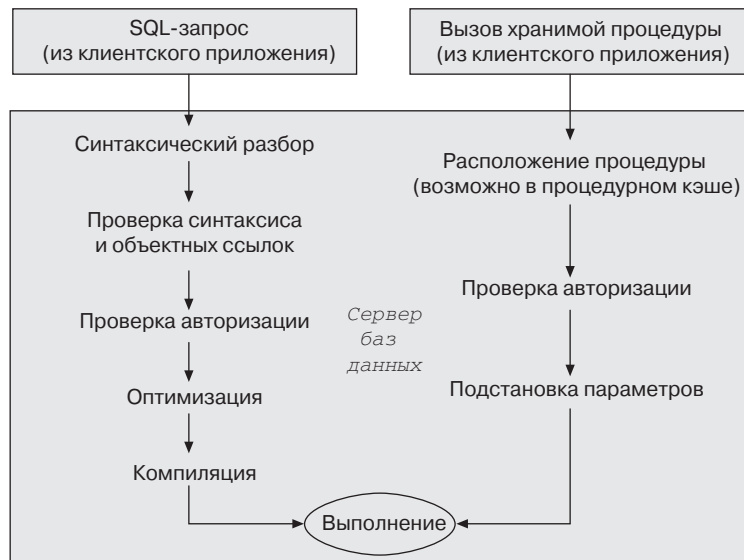 SQL-запрос
(из клиентского приложения)
Вызов хранимой процедуры
(из клиентского приложения)
Синтаксический разбор
Проверка синтаксиса
и объектных ссылок
Проверка авторизации
Оптимизация
Компиляция
Сервер
баз
данных
Расположение процедуры
(возможно в процедурном кэше)
Проверка авторизации
Подстановка параметров
Выполнение